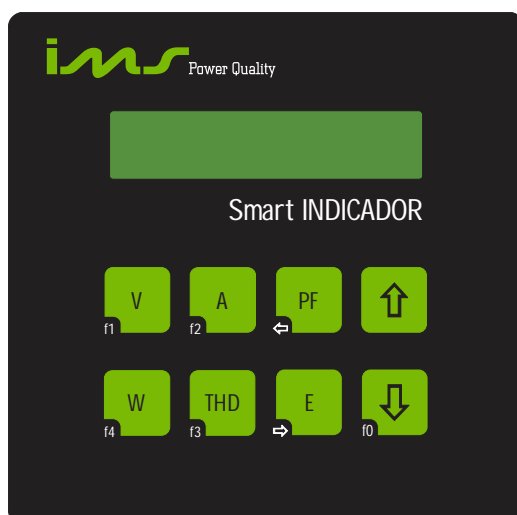 ims Power Quality
Smart INDICADOR
V A PF
f1 f2
W THD E
f4 f3 f0